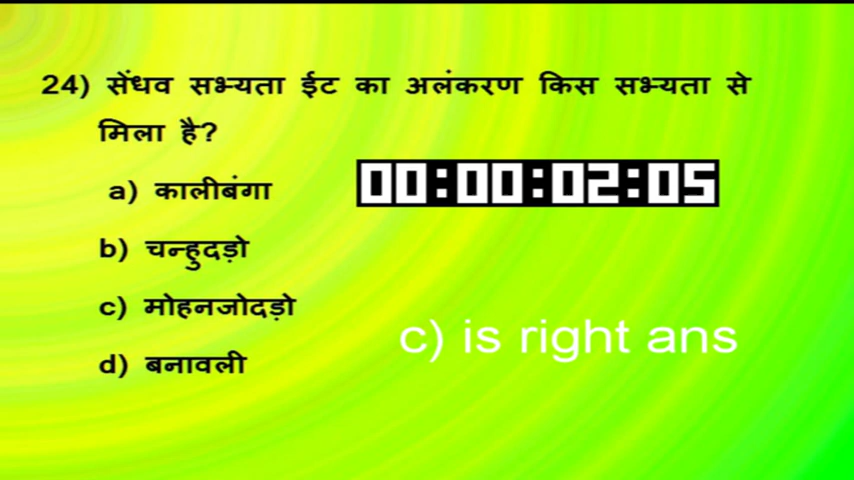 24) सेंधव सभ्यता ईट का अलंकरण किस सभ्यता से
मिला है?
a) कालीबंगा
00:00:02:05
b) चन्हुदड़ो
c) मोहनजोदड़ो
c) is right ans
d) बनावली